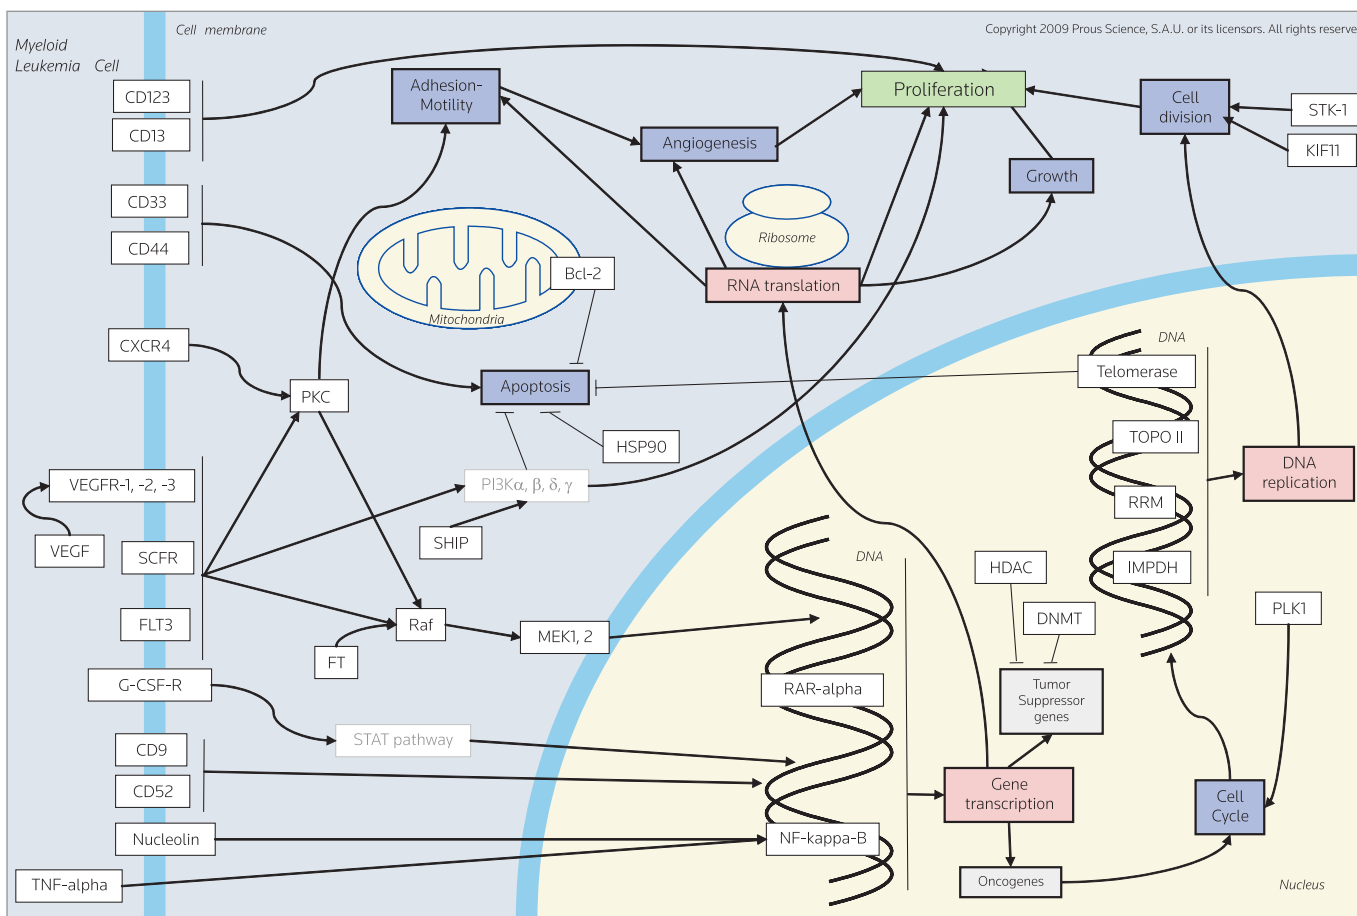 Cell membrane
Copyright 2009 Prous Science, S.A.U. or its licensors. All rights reserve
Myeloid
Leukemia Cell
CD123
CD13
CD33
CD44
CXCR4
VEGFR-1, -2, -3
VEGF
SCFR
FLT3
G-CSF-R
CD9
CD52
Nucleolin
TNF-alpha
Adhesion-
Motility
Angiogenesis
Proliferation
Cell
division
STK-1
KIF11
Growth
Ribosome
RNA translation
Bcl-2
Mitochondria
PKC
Apoptosis
HSP90
PI3Kα, β, δ, γ
SHIP
Raf
FT
MEK1, 2
STAT pathway
DNA
Telomerase
TOPO II
RRM
IMPDH
DNA
replication
DNA
RAR-alpha
NF-kappa-B
HDAC
DNMT
PLK1
Tumor
Suppressor
genes
Gene
transcription
Oncogenes
Cell
Cycle
Nucleus